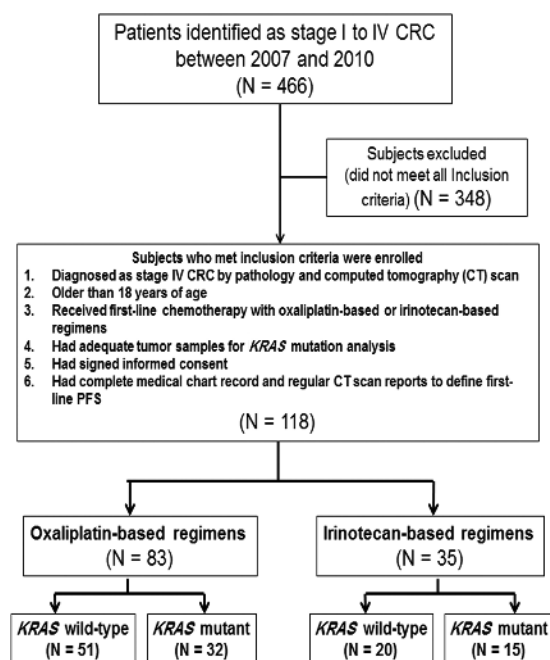 Patients identified as stage I to IV CRC
between 2007 and 2010
(N = 466)
Subjects excluded
(did not meet all Inclusion
criteria) (N = 348)
Subjects who met inclusion criteria were enrolled
1. Diagnosed as stage IV CRC by pathology and computed tomography (CT) scan
2. Older than 18 years of age
3. Received first-line chemotherapy with oxaliplatin-based or irinotecan-based
regimens
4. Had adequate tumor samples for KRAS mutation analysis
5. Had signed informed consent
6. Had complete medical chart record and regular CT scan reports to define first-
line PFS
(N = 118)
Oxaliplatin-based regimens
(N = 83)
Irinotecan-based regimens
(N = 35)
KRAS wild-type
(N = 51)
KRAS mutant
(N = 32)
KRAS wild-type
(N = 20)
KRAS mutant
(N = 15)